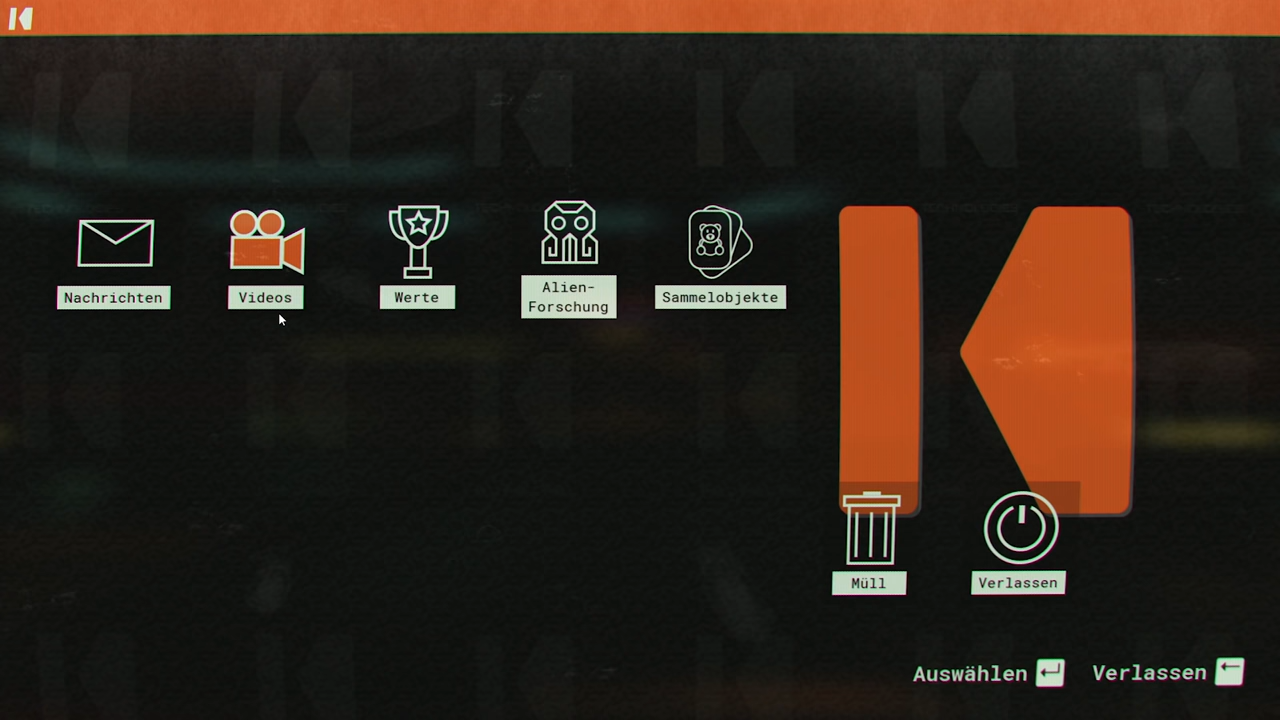 Nachrichten
Videos
Werte
Alien-
Forschung
Sammelobjekte
Müll
Verlassen
Auswählen
Verlassen